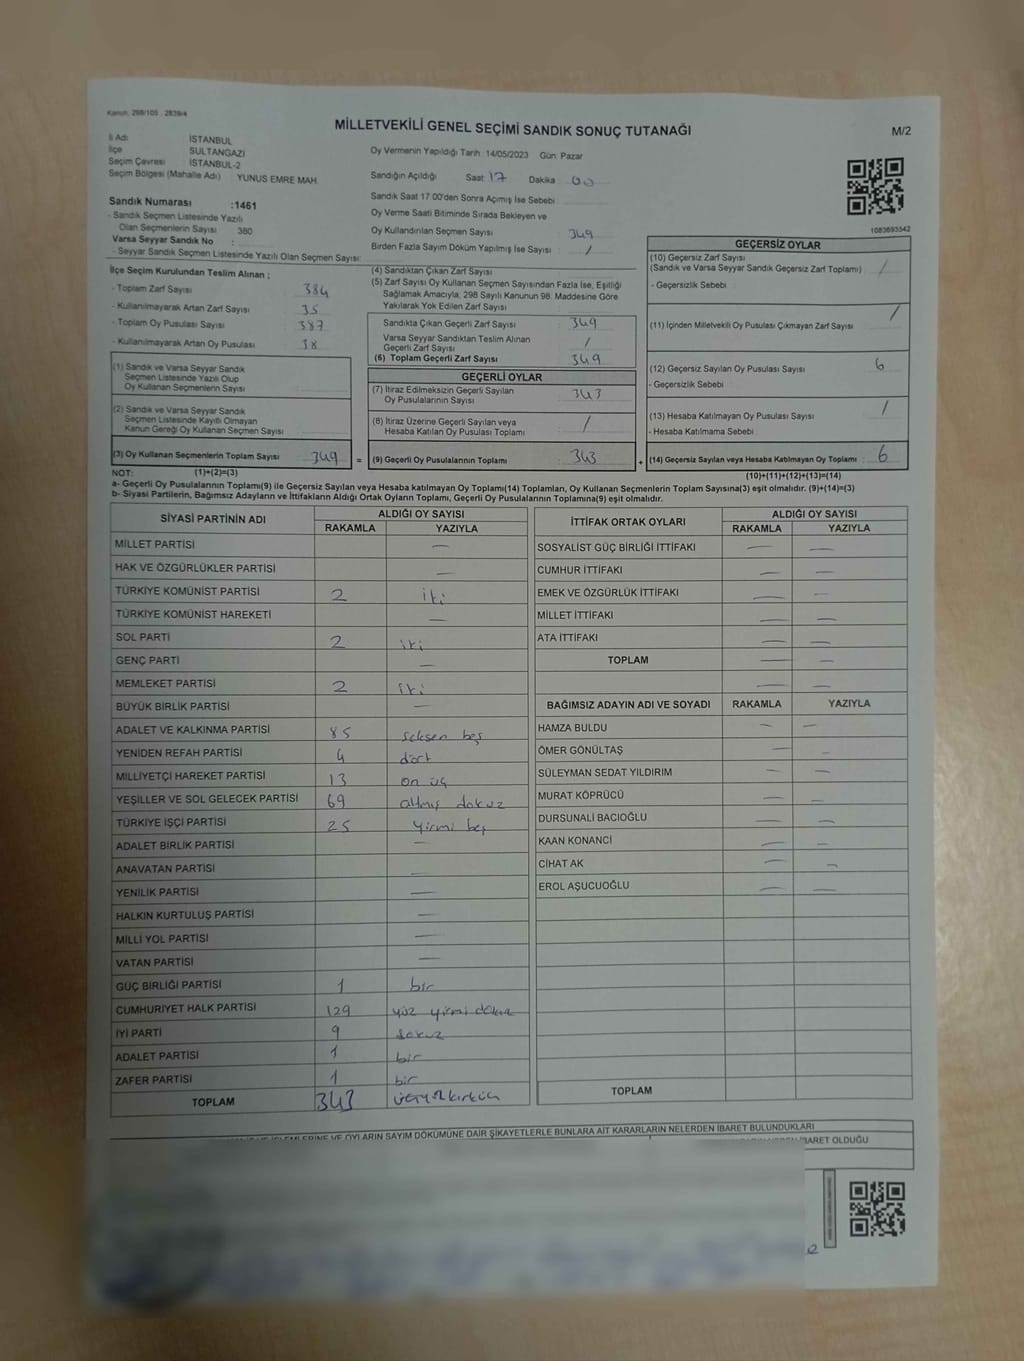 Kanun, 298/105 , 2839/4
MİLLETVEKİLİ GENEL SEÇİMİ SANDIK SONUÇ TUTANAĞI
M/2
İl Adı İSTANBUL
İlçe SULTANGAZİ
Seçim Çevresi İSTANBUL-2
Seçim Bölgesi (Mahalle Adı) YUNUS EMRE MAH.
Sandık Numarası :1461
- Sandık Seçmen Listesinde Yazılı
Olan Seçmenlerin Sayısı 380
Varsa Seyyar Sandık No :
- Seyyar Sandık Seçmen Listesinde Yazılı Olan Seçmen Sayısı:
Oy Vermenin Yapıldığı Tarih :14/05/2023 Gün: Pazar
Sandığın Açıldığı Saat 17 Dakika 00
Sandık Saat 17.00'den Sonra Açımış İse Sebebi
Oy Verme Saati Bitiminde Sırada Bekleyen ve
Oy Kullandırılan Seçmen Sayısı 349
Birden Fazla Sayım Döküm Yapılmış İse Sayısı /
1083693342
İlçe Seçim Kurulundan Teslim Alınan ;
- Toplam Zarf Sayısı 384
- Kullanılmayarak Artan Zarf Sayısı 35
- Toplam Oy Pusulası Sayısı 387
- Kullanılmayarak Artan Oy Pusulası 38
(1) Sandık ve Varsa Seyyar Sandık
Seçmen Listesinde Yazılı Olup
Oy Kullanan Seçmenlerin Sayısı
(2) Sandık ve Varsa Seyyar Sandık
Seçmen Listesinde Kayıtlı Olmayan
Kanun Gereği Oy Kullanan Seçmen Sayısı
(3) Oy Kullanan Seçmenlerin Toplam Sayısı 349
(4) Sandıktan Çıkan Zarf Sayısı
(5) Zarf Sayısı Oy Kullanan Seçmen Sayısından Fazla İse, Eşitliği
Sağlamak Amacıyla, 298 Sayılı Kanunun 98. Maddesine Göre
Yakılarak Yok Edilen Zarf Sayısı
Sandıkta Çıkan Geçerli Zarf Sayısı 349
Varsa Seyyar Sandıktan Teslim Alınan
Geçerli Zarf Sayısı /
(6) Toplam Geçerli Zarf Sayısı 349
GEÇERLİ OYLAR
(7) İtiraz Edilmeksizin Geçerli Sayılan
Oy Pusulalarının Sayısı 343
(8) İtiraz Üzerine Geçerli Sayılan veya
Hesaba Katılan Oy Pusulası Toplamı /
= (9) Geçerli Oy Pusulalarının Toplamı 343
GEÇERSİZ OYLAR
(10) Geçersiz Zarf Sayısı
(Sandık ve Varsa Seyyar Sandık Geçersiz Zarf Toplamı) /
- Geçersizlik Sebebi
(11) İçinden Milletvekili Oy Pusulası Çıkmayan Zarf Sayısı /
(12) Geçersiz Sayılan Oy Pusulası Sayısı 6
- Geçersizlik Sebebi
(13) Hesaba Katılmayan Oy Pusulası Sayısı /
- Hesaba Katılmama Sebebi
+ (14) Geçersiz Sayılan veya Hesaba Katılmayan Oy Toplamı : 6
NOT: (1)+(2)=(3) (10)+(11)+(12)+(13)=(14)
a- Geçerli Oy Pusulalarının Toplamı(9) ile Geçersiz Sayılan veya Hesaba katılmayan Oy Toplamı(14) Toplamları, Oy Kullanan Seçmenlerin Toplam Sayısına(3) eşit olmalıdır. (9)+(14)=(3)
b- Siyasi Partilerin, Bağımsız Adayların ve İttifakların Aldığı Ortak Oyların Toplamı, Geçerli Oy Pusulalarının Toplamına(9) eşit olmalıdır.
SİYASİ PARTİNİN ADI ALDIĞI OY SAYISI
RAKAMLA YAZIYLA
MİLLET PARTİSİ —
HAK VE ÖZGÜRLÜKLER PARTİSİ —
TÜRKİYE KOMÜNİST PARTİSİ 2 iki
TÜRKİYE KOMÜNİST HAREKETİ —
SOL PARTİ 2 iki
GENÇ PARTİ —
MEMLEKET PARTİSİ 2 iki
BÜYÜK BİRLİK PARTİSİ —
ADALET VE KALKINMA PARTİSİ 85 seksen beş
YENİDEN REFAH PARTİSİ 4 dört
MİLLİYETÇİ HAREKET PARTİSİ 13 on üç
YEŞİLLER VE SOL GELECEK PARTİSİ 69 altmış dokuz
TÜRKİYE İŞÇİ PARTİSİ 25 yirmi beş
ADALET BİRLİK PARTİSİ —
ANAVATAN PARTİSİ —
YENİLİK PARTİSİ —
HALKIN KURTULUŞ PARTİSİ —
MİLLİ YOL PARTİSİ —
VATAN PARTİSİ —
GÜÇ BİRLİĞİ PARTİSİ 1 bir
CUMHURİYET HALK PARTİSİ 129 yüz yirmi dokuz
İYİ PARTİ 9 dokuz
ADALET PARTİSİ 1 bir
ZAFER PARTİSİ 1 bir
TOPLAM 343 üçyüzkırküç
İTTİFAK ORTAK OYLARI ALDIĞI OY SAYISI
RAKAMLA YAZIYLA
SOSYALİST GÜÇ BİRLİĞİ İTTİFAKI — —
CUMHUR İTTİFAKI — —
EMEK VE ÖZGÜRLÜK İTTİFAKI — —
MİLLET İTTİFAKI — —
ATA İTTİFAKI — —
TOPLAM — —
— —
BAĞIMSIZ ADAYIN ADI VE SOYADI RAKAMLA YAZIYLA
HAMZA BULDU — —
ÖMER GÖNÜLTAŞ — —
SÜLEYMAN SEDAT YILDIRIM — —
MURAT KÖPRÜCÜ — —
DURSUNALİ BACIOĞLU — —
KAAN KONANCİ — —
CİHAT AK — —
EROL AŞUCUOĞLU — —
TOPLAM
OYLARIN SAYIM DÖKÜMÜNE DAİR ŞİKAYETLERLE BUNLARA AİT KARARLARIN NELERDEN İBARET BULUNDUKLARI
OLDUĞU